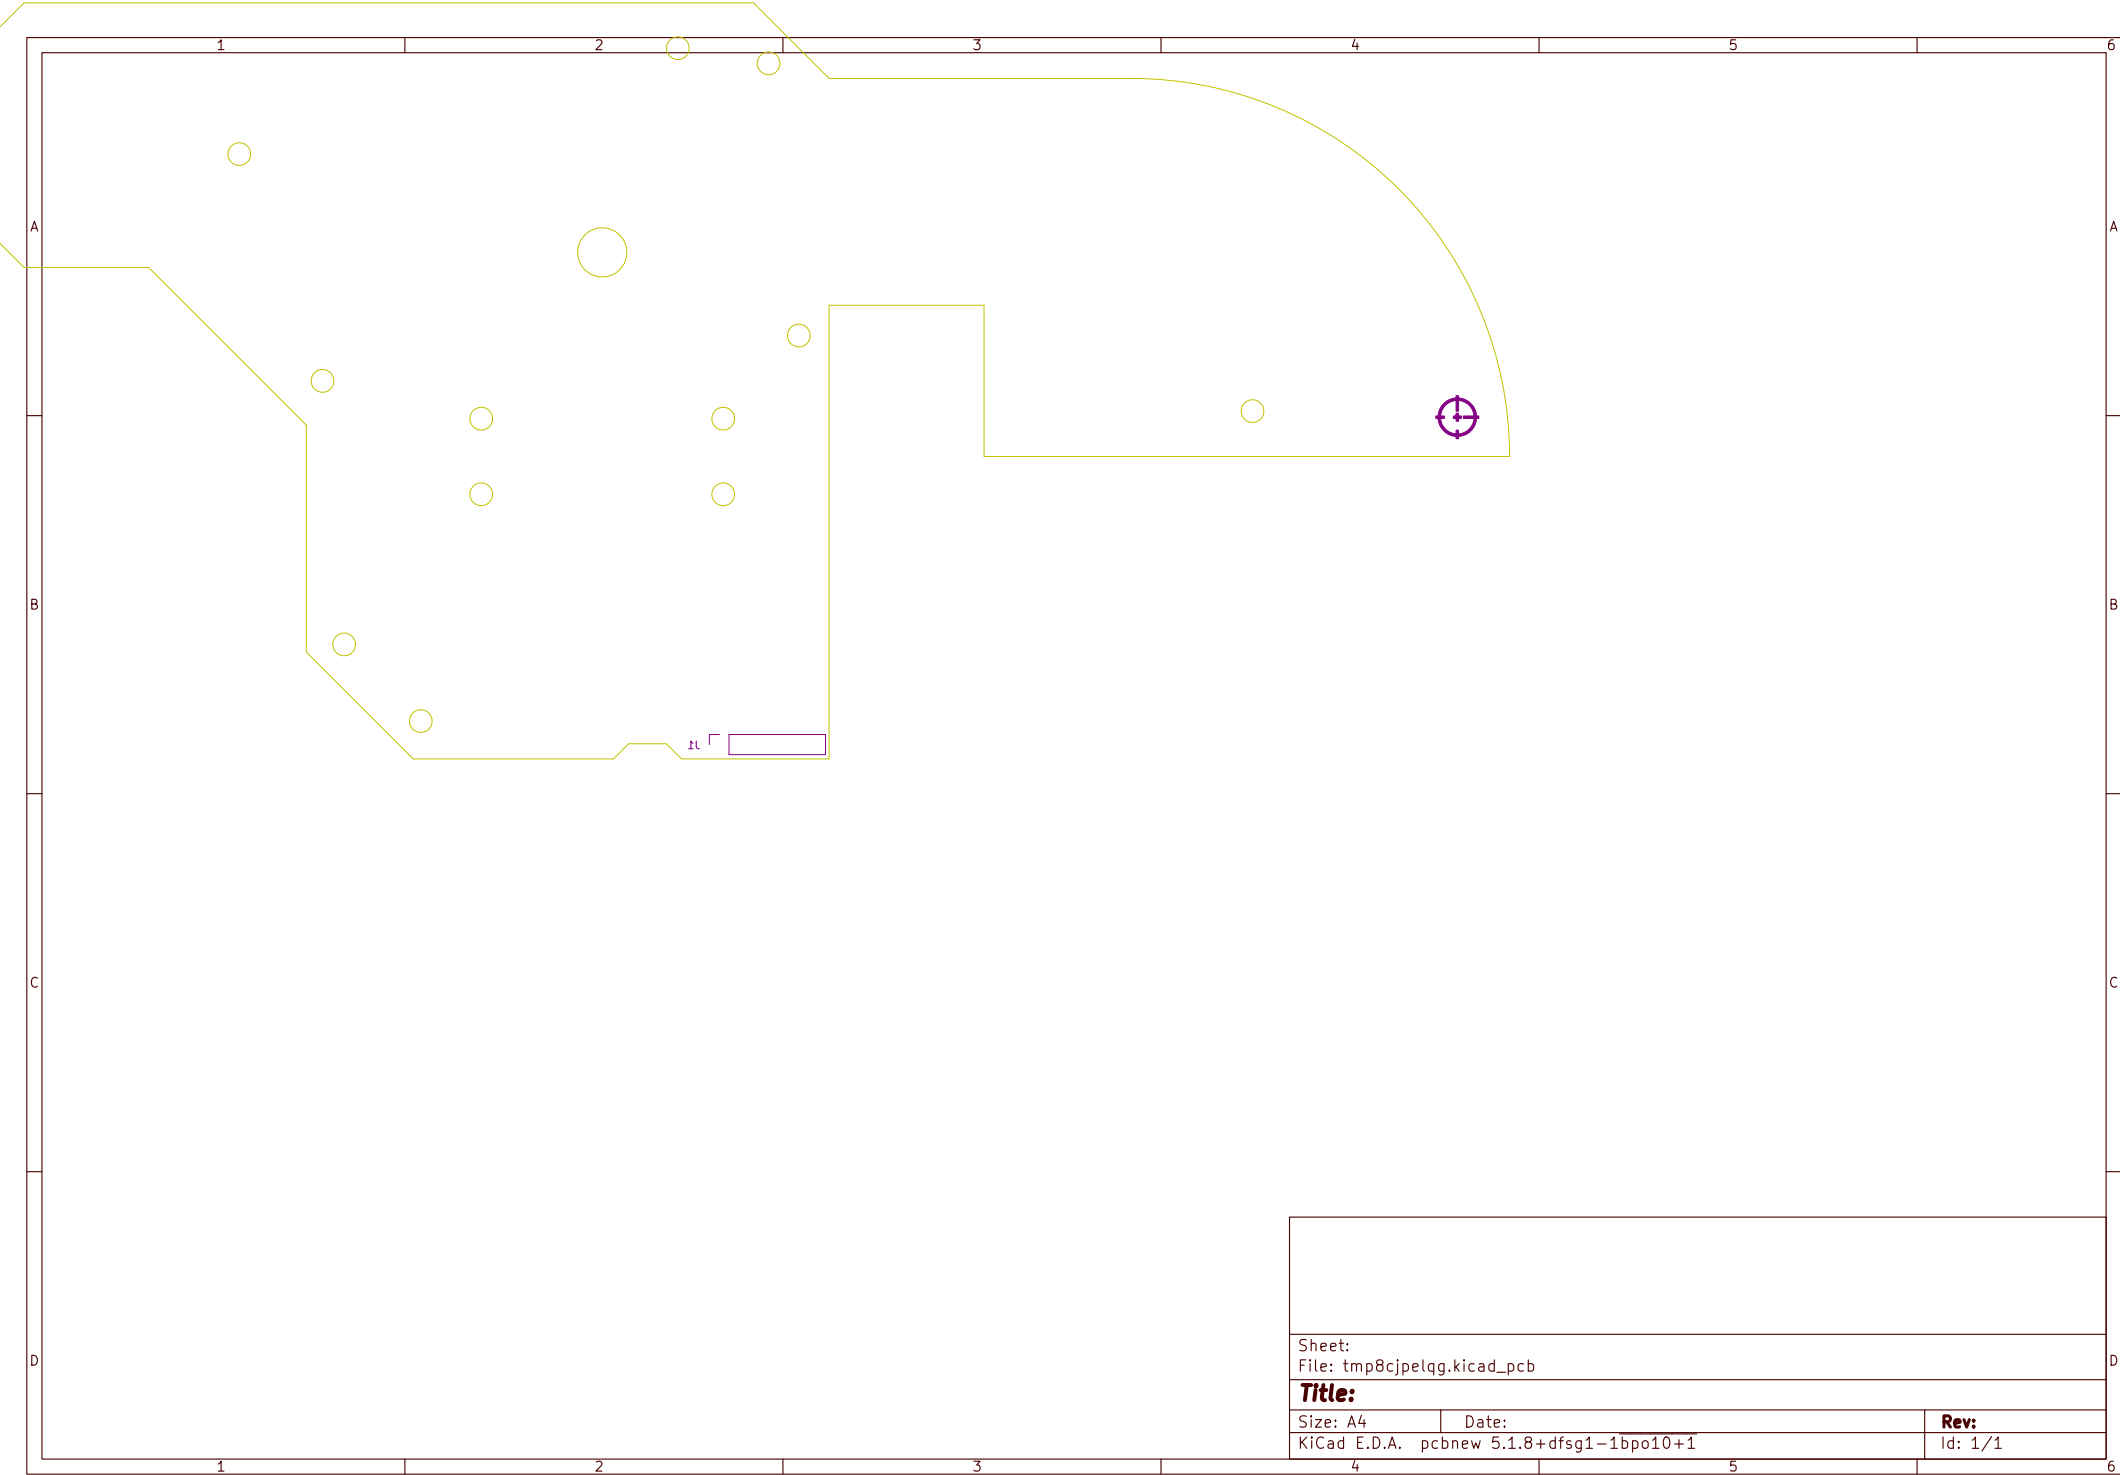 1 2 3 4 5 6
A A
B B
J1
C C
D D
Sheet:
File: tmp8cjpelqg.kicad_pcb
Title:
Size: A4 Date: Rev:
KiCad E.D.A. pcbnew 5.1.8+dfsg1-1bpo10+1 Id: 1/1
1 2 3 4 5 6